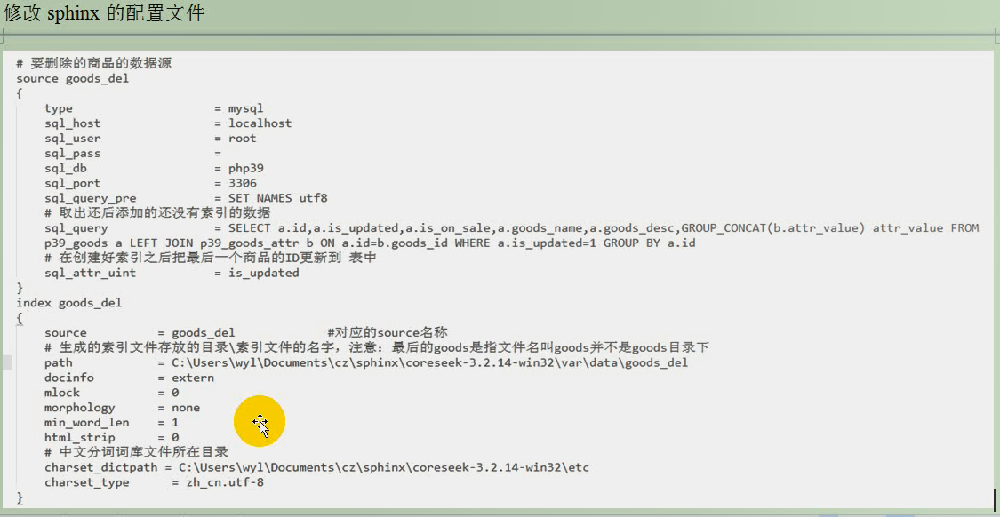 修改 sphinx 的配置文件
# 要删除的商品的数据源
source goods_del
{
type = mysql
sql_host = localhost
sql_user = root
sql_pass =
sql_db = php39
sql_port = 3306
sql_query_pre = SET NAMES utf8
# 取出还后添加的还没有索引的数据
sql_query = SELECT a.id,a.is_updated,a.is_on_sale,a.goods_name,a.goods_desc,GROUP_CONCAT(b.attr_value) attr_value FROM
p39_goods a LEFT JOIN p39_goods_attr b ON a.id=b.goods_id WHERE a.is_updated=1 GROUP BY a.id
# 在创建好索引之后把最后一个商品的ID更新到 表中
sql_attr_uint = is_updated
}
index goods_del
{
source = goods_del #对应的source名称
# 生成的索引文件存放的目录\索引文件的名字，注意：最后的goods是指文件名叫goods并不是goods目录下
path = C:\Users\wyl\Documents\cz\sphinx\coreseek-3.2.14-win32\var\data\goods_del
docinfo = extern
mlock = 0
morphology = none
min_word_len = 1
html_strip = 0
# 中文分词词库文件所在目录
charset_dictpath = C:\Users\wyl\Documents\cz\sphinx\coreseek-3.2.14-win32\etc
charset_type = zh_cn.utf-8
}